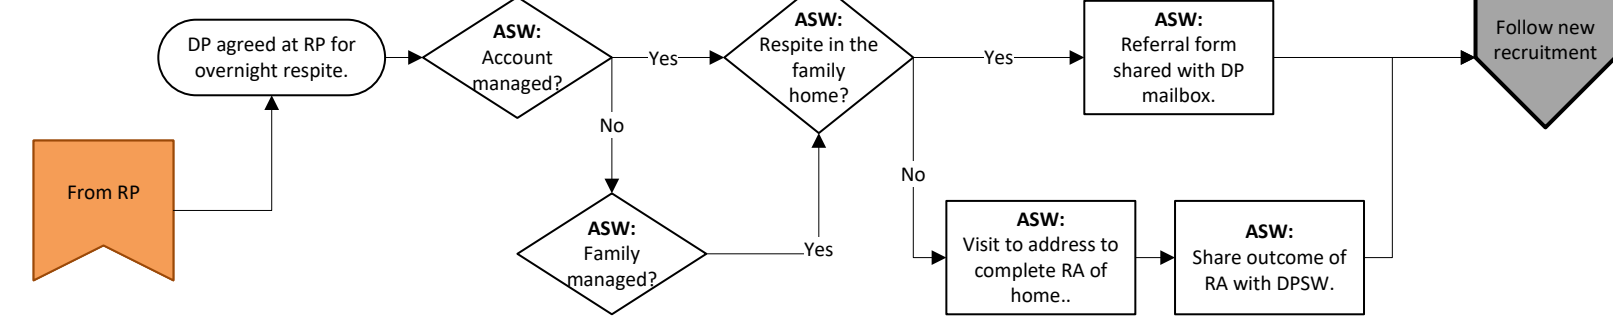 DP agreed at RP for
overnight respite.
ASW:
Account
managed?
Yes
ASW:
Respite in the
family
home?
Yes
ASW:
Referral form
shared with DP
mailbox.
Follow new
recruitment
No
From RP
ASW:
Family
managed?
Yes
No
ASW:
Visit to address to
complete RA of
home..
ASW:
Share outcome of
RA with DPSW.